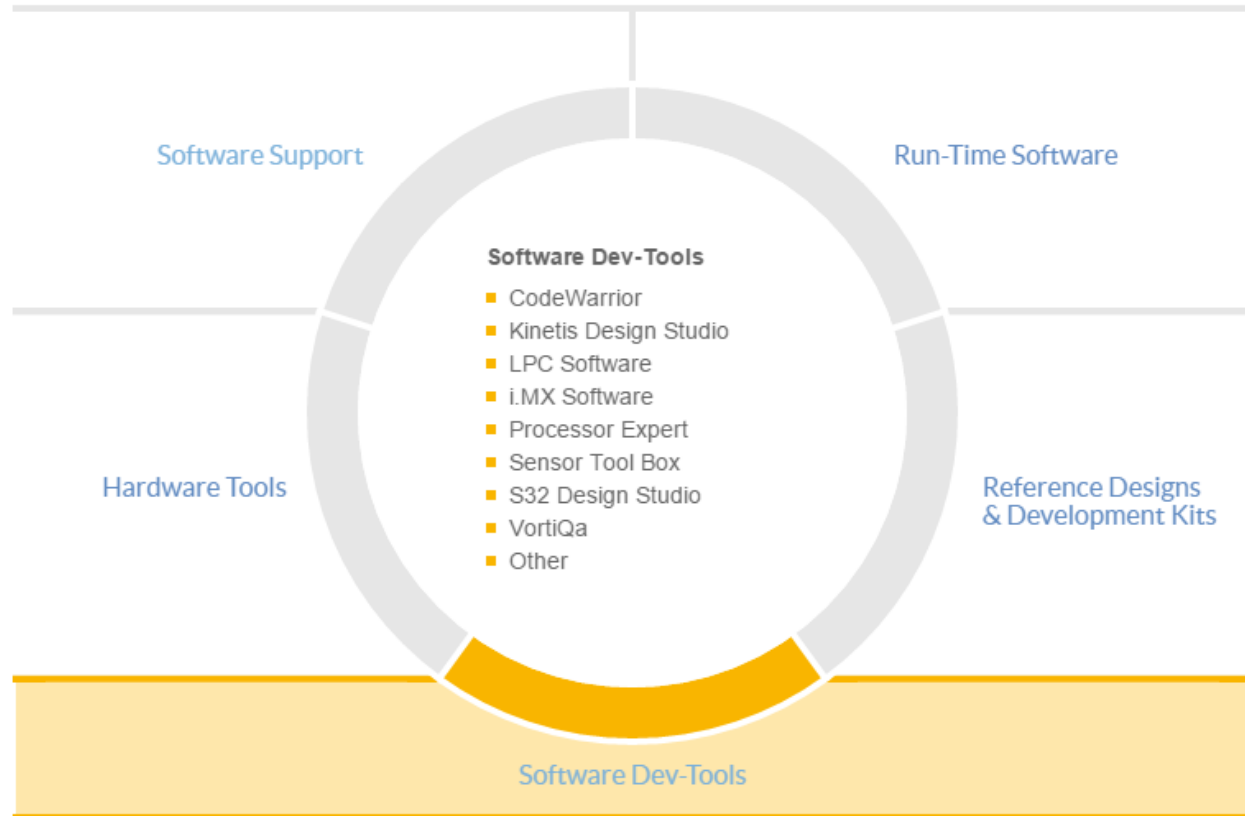 Software Support
Run-Time Software
Software Dev-Tools
CodeWarrior
Kinetis Design Studio
LPC Software
i.MX Software
Processor Expert
Sensor Tool Box
S32 Design Studio
VortiQa
Other
Hardware Tools
Reference Designs
& Development Kits
Software Dev-Tools